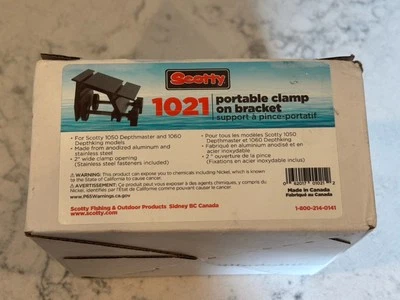 Scotty
1021
portable clamp
on bracket
support à pince-portatif
• For Scotty 1050 Depthmaster and 1060
Depthking models
• Made from anodized aluminum and
stainless steel
• 2" wide clamp opening
(Stainless steel fasteners included)
• Pour tous les modèles Scotty 1050
Depthmaster et 1060 Depthking
• Fabriqué en aluminium anodisé et en
acier inoxydable
• 2 " ouverture de la pince
(Fixations en acier inoxydable inclus)
WARNING: This product can expose you to chemicals including Nickel, which is known
to the State of California to cause cancer.
AVERTISSEMENT: Ce produit peut vous exposer à des agents chimiques, y compris du
Nickel, identifiés par l'État de Californie comme pouvant causer le cancer.
www.P65Warnings.ca.gov
Scotty Fishing & Outdoor Products Sidney BC Canada
www.scotty.com
Made in Canada
Fabriqué au Canada
1-800-214-0141